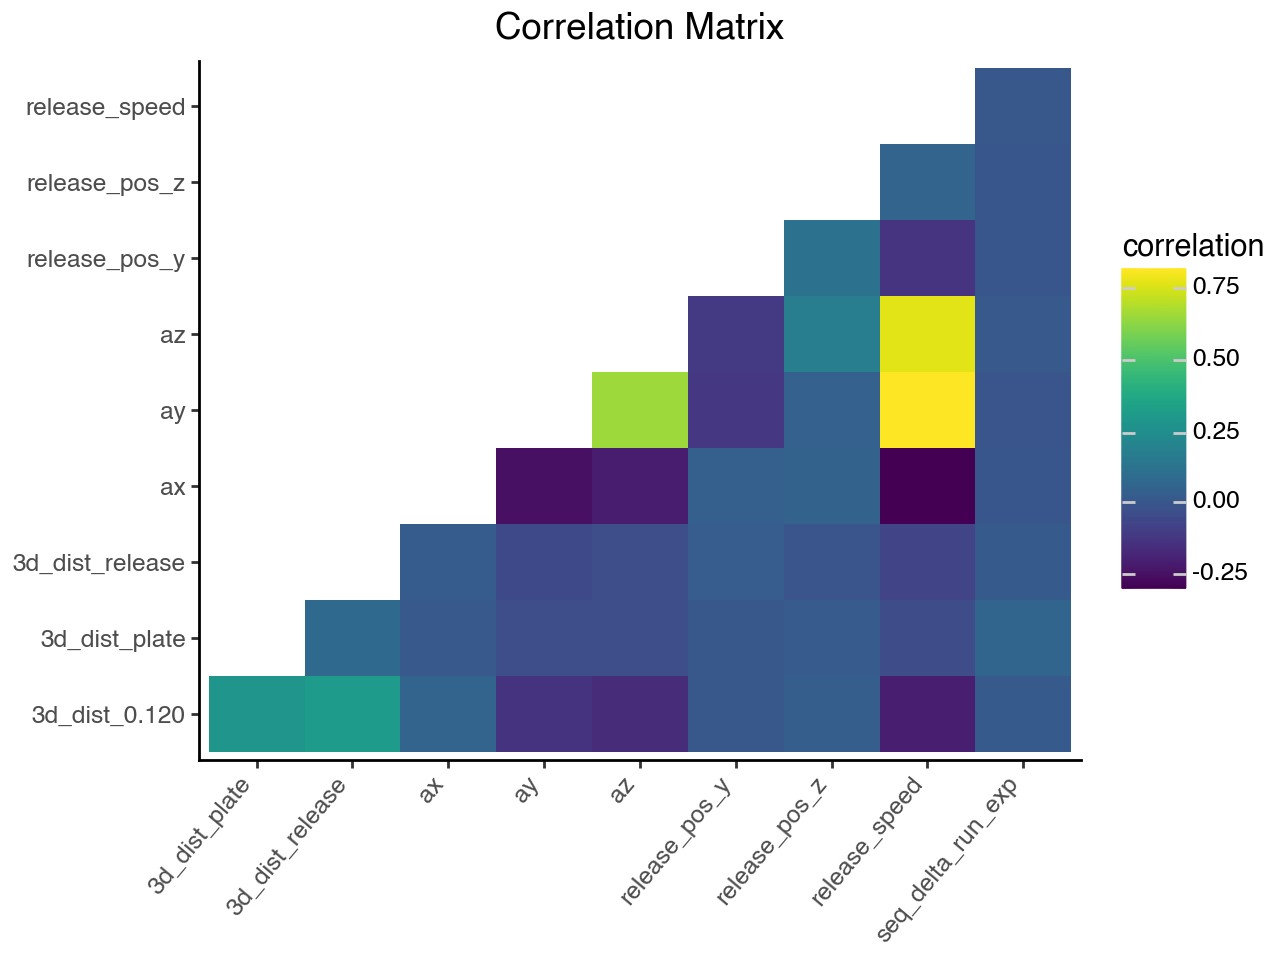 Correlation Matrix
release_speed
release_pos_z
release_pos_y
az
ay
ax
3d_dist_release
3d_dist_plate
3d_dist_0.120
3d_dist_plate
3d_dist_release
ax
ay
az
release_pos_y
release_pos_z
release_speed
seq_delta_run_exp
correlation
0.75
0.50
0.25
0.00
-0.25